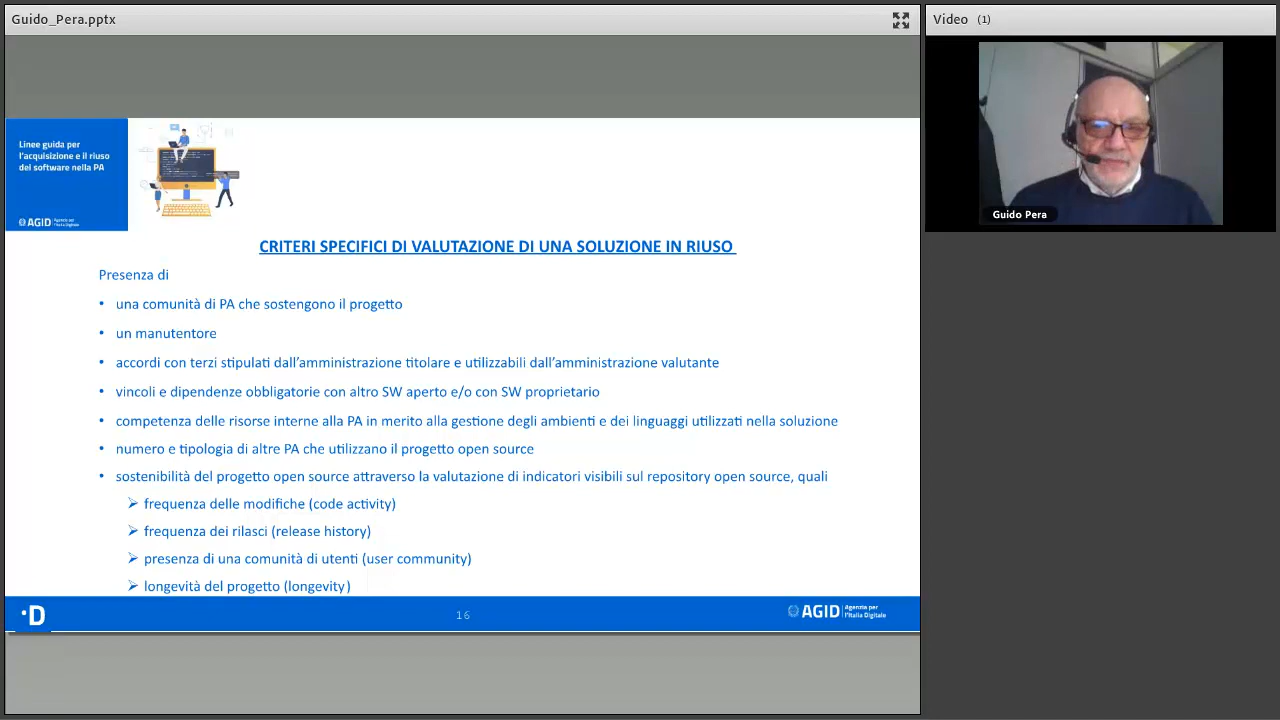 Guido_Pera.pptx
Video (1)
Linee guida per
l'acquisizione e il riuso
del software nella PA
AGID Agenzia per
l'Italia Digitale
Guido Pera
CRITERI SPECIFICI DI VALUTAZIONE DI UNA SOLUZIONE IN RIUSO
Presenza di
• una comunità di PA che sostengono il progetto
• un manutentore
• accordi con terzi stipulati dall'amministrazione titolare e utilizzabili dall'amministrazione valutante
• vincoli e dipendenze obbligatorie con altro SW aperto e/o con SW proprietario
• competenza delle risorse interne alla PA in merito alla gestione degli ambienti e dei linguaggi utilizzati nella soluzione
• numero e tipologia di altre PA che utilizzano il progetto open source
• sostenibilità del progetto open source attraverso la valutazione di indicatori visibili sul repository open source, quali
➢ frequenza delle modifiche (code activity)
➢ frequenza dei rilasci (release history)
➢ presenza di una comunità di utenti (user community)
➢ longevità del progetto (longevity)
D
16
AGID Agenzia per
l'Italia Digitale